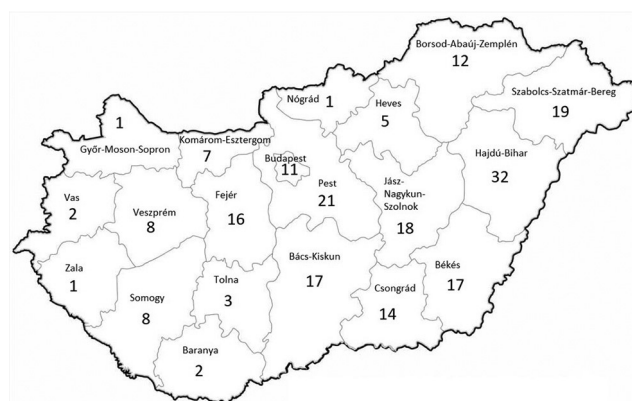 Borsod-Abaúj-Zemplén
12
Szabolcs-Szatmár-Bereg
19
Nógrád 1
Heves
5
1
Győr-Moson-Sopron
Komárom-Esztergom
7
Budapest
11
Hajdú-Bihar
32
Pest
21
Jász-
Nagykun-
Szolnok
18
Vas
2
Veszprém
8
Fejér
16
Zala
1
Somogy
8
Tolna
3
Bács-Kiskun
17
Csongrád
14
Békés
17
Baranya
2